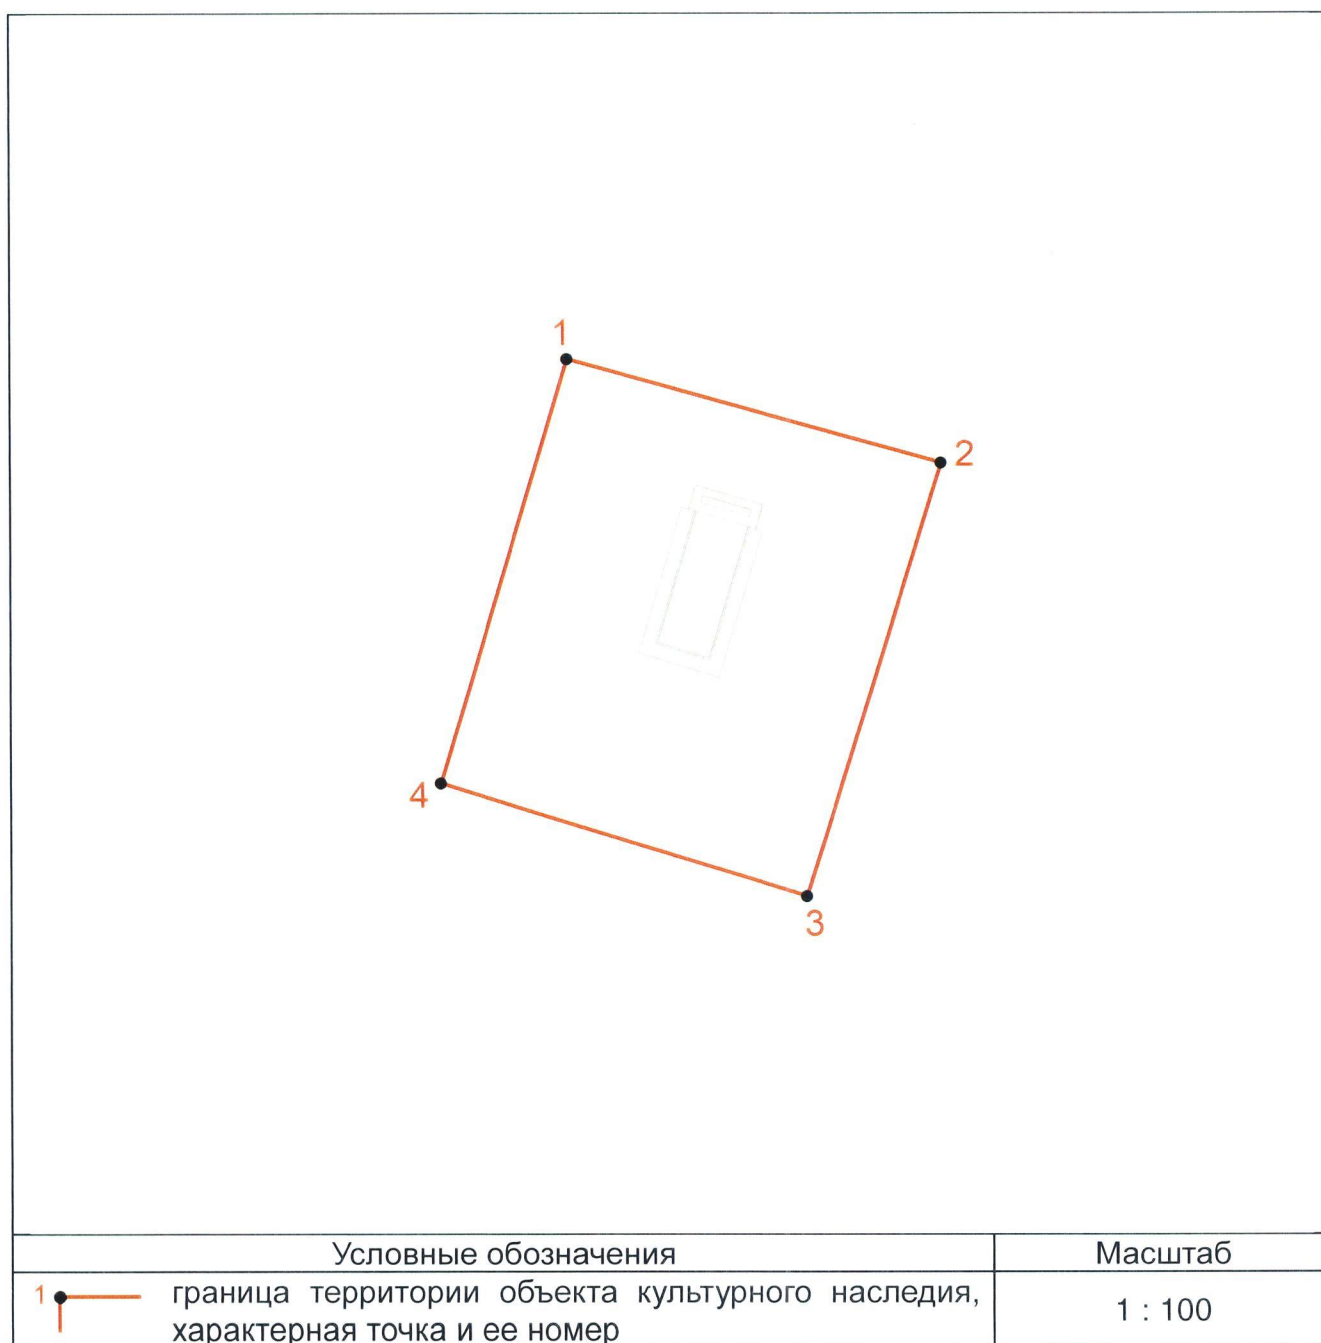 1
2
4
3
Условные обозначения
Масштаб
1
граница территории объекта культурного наследия,
характерная точка и ее номер
1 : 100